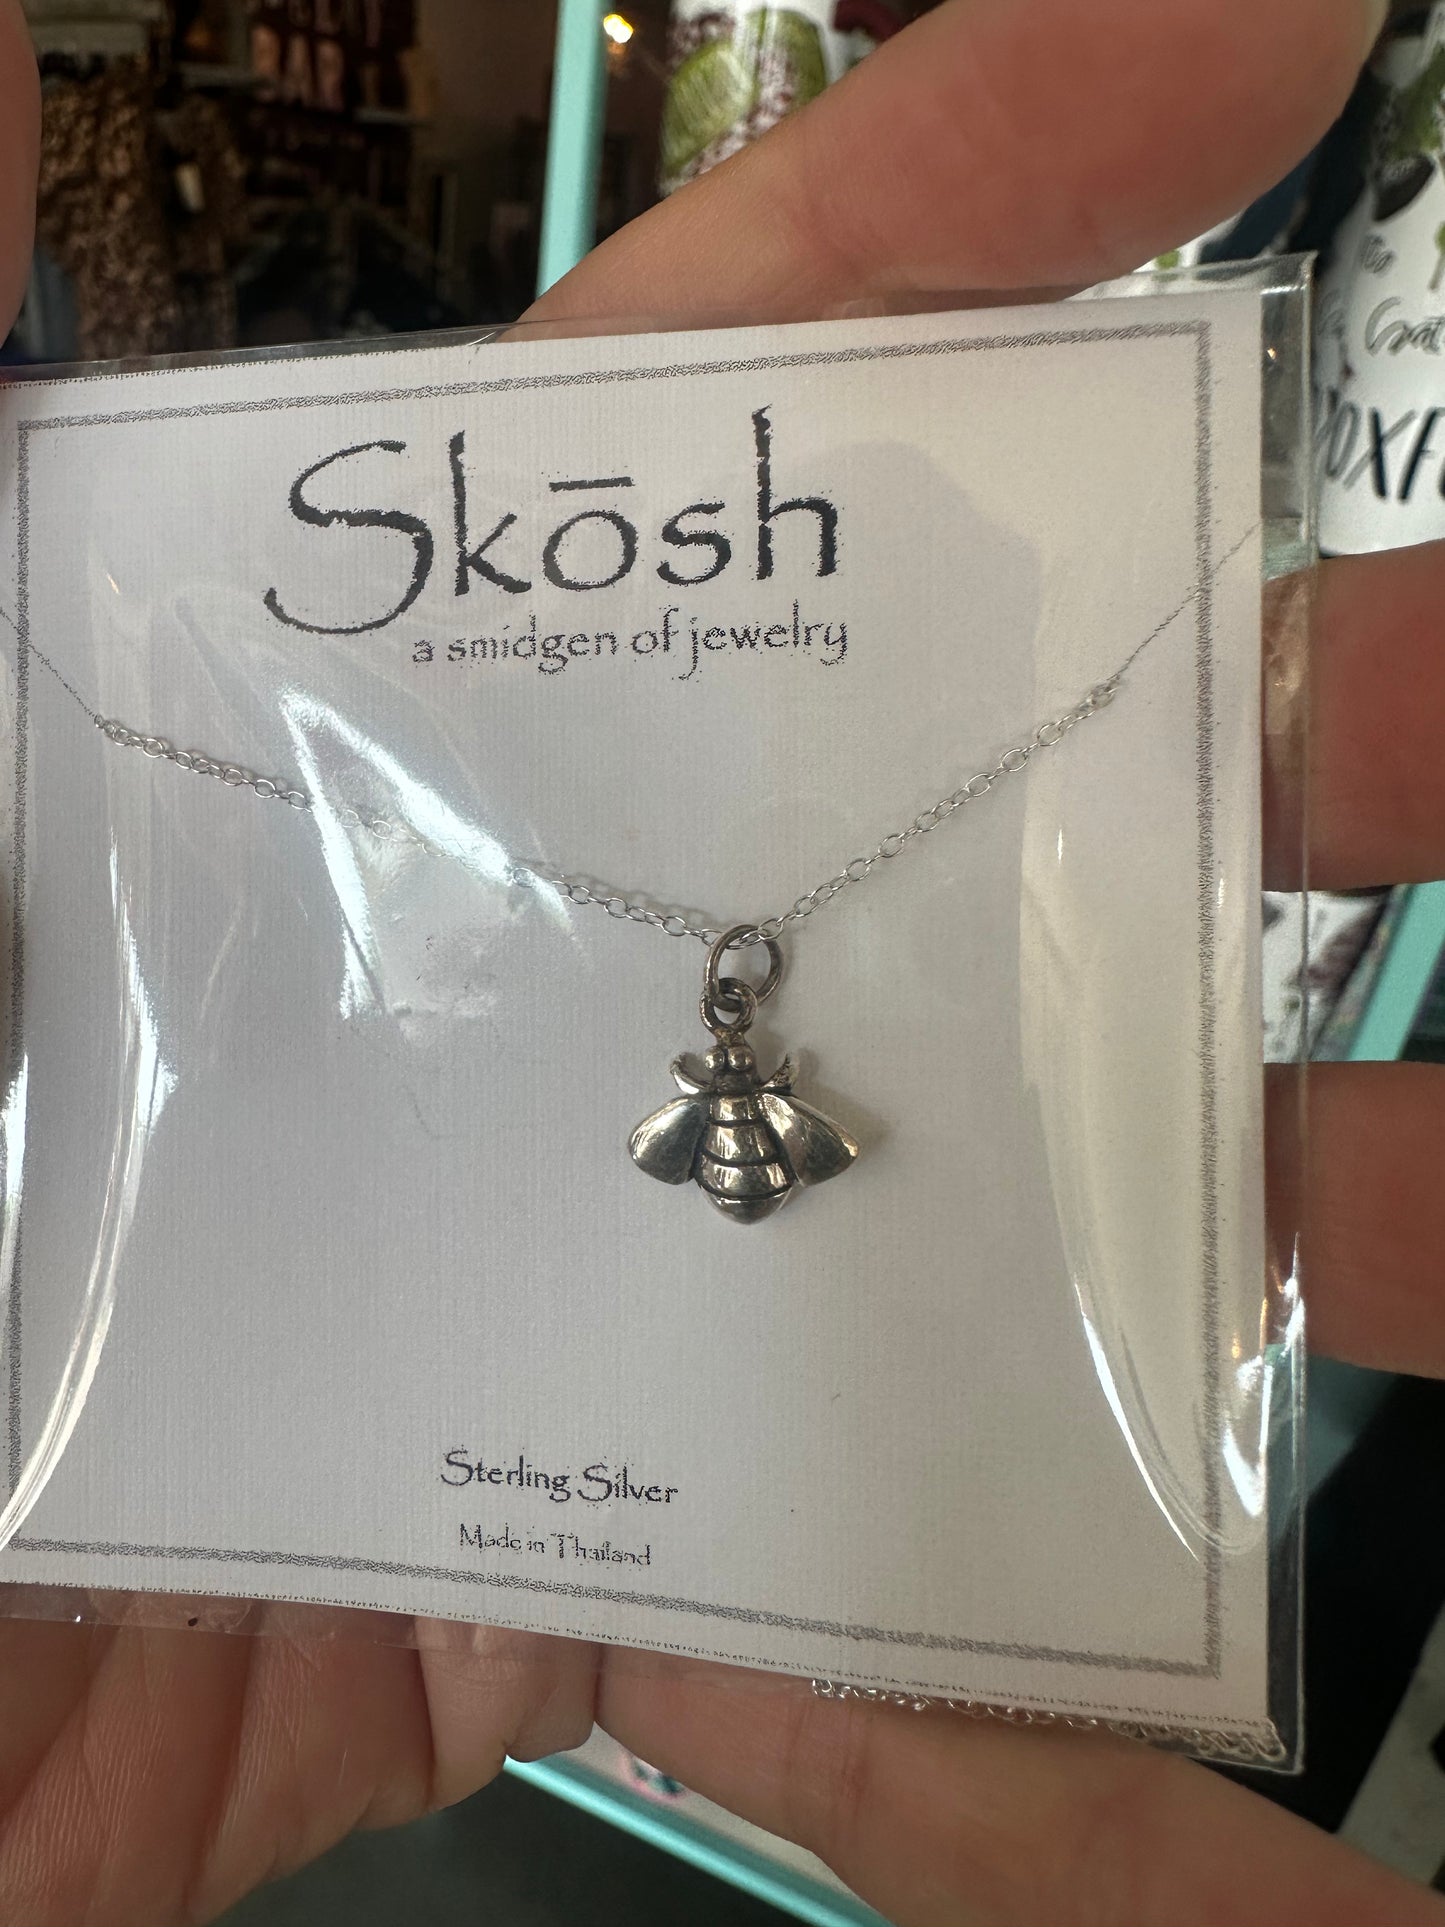 Skōsh
a smidgen of jewelry
Sterling Silver
Made in Thailand